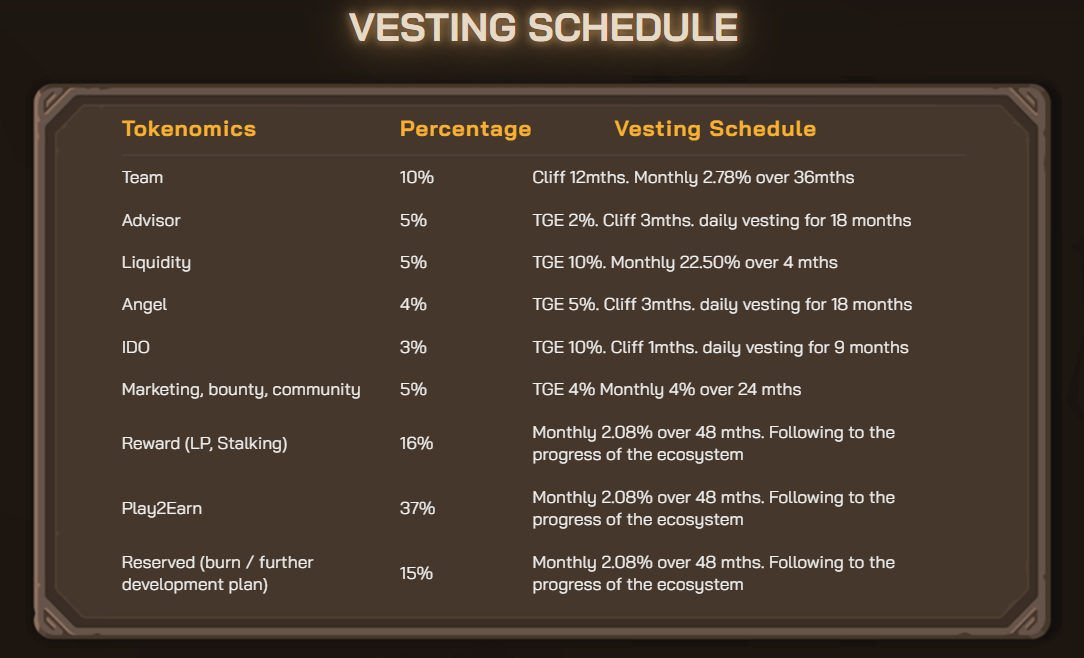 VESTING SCHEDULE
Tokenomics Percentage Vesting Schedule
Team 10% Cliff 12mths. Monthly 2.78% over 36mths
Advisor 5% TGE 2%. Cliff 3mths. daily vesting for 18 months
Liquidity 5% TGE 10%. Monthly 22.50% over 4 mths
Angel 4% TGE 5%. Cliff 3mths. daily vesting for 18 months
IDO 3% TGE 10%. Cliff 1mths. daily vesting for 9 months
Marketing, bounty, community 5% TGE 4% Monthly 4% over 24 mths
Reward (LP, Stalking) 16% Monthly 2.08% over 48 mths. Following to the
progress of the ecosystem
Play2Earn 37% Monthly 2.08% over 48 mths. Following to the
progress of the ecosystem
Reserved (burn / further
development plan) 15% Monthly 2.08% over 48 mths. Following to the
progress of the ecosystem